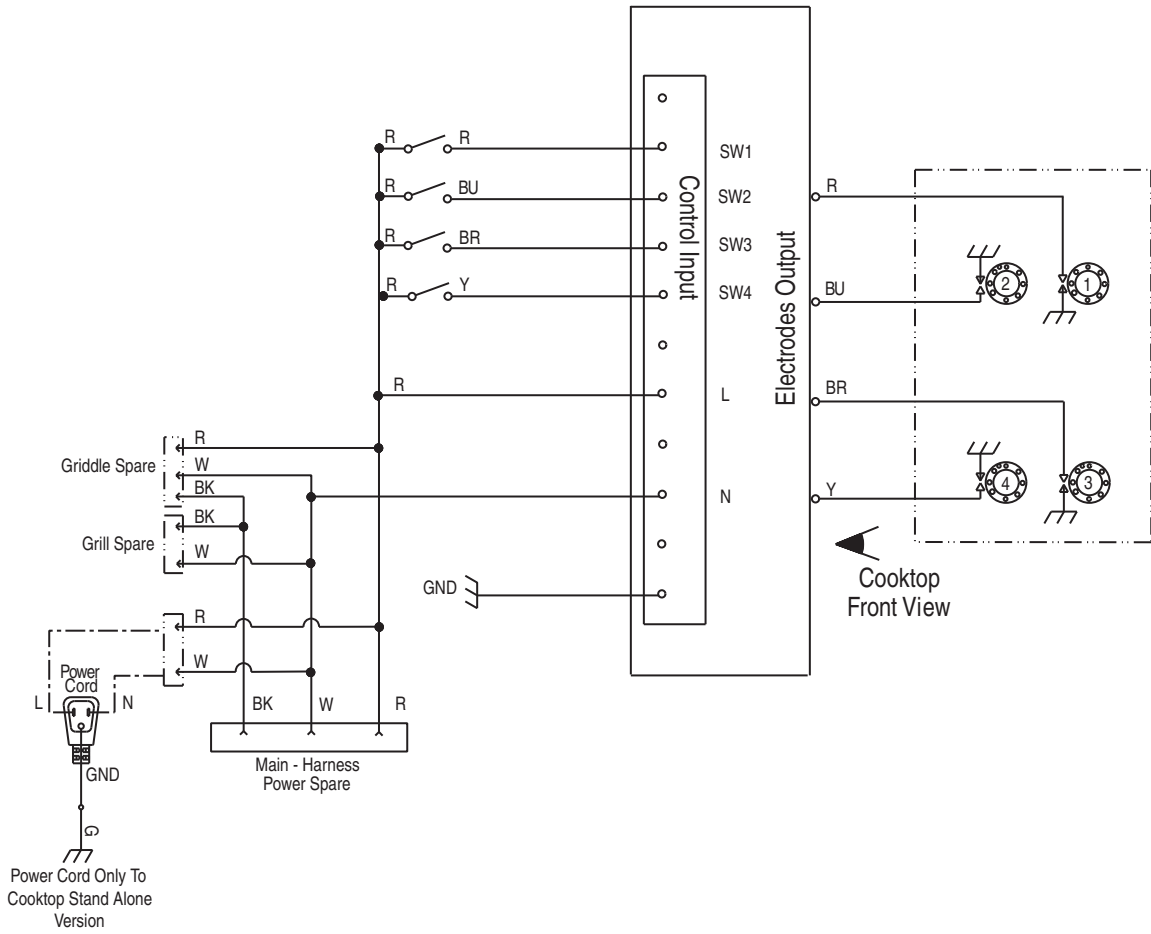 R
R
SW1
R
BU
SW2
R
R
BR
SW3
BU
R
Y
SW4
Control Input
Electrodes Output
2
1
R
L
BR
R
Griddle Spare
W
BK
N
Y
4
3
BK
Grill Spare
W
GND
Cooktop
Front View
R
W
Power
Cord
L
N
BK
W
R
GND
Main - Harness
Power Spare
G
Power Cord Only To
Cooktop Stand Alone
Version